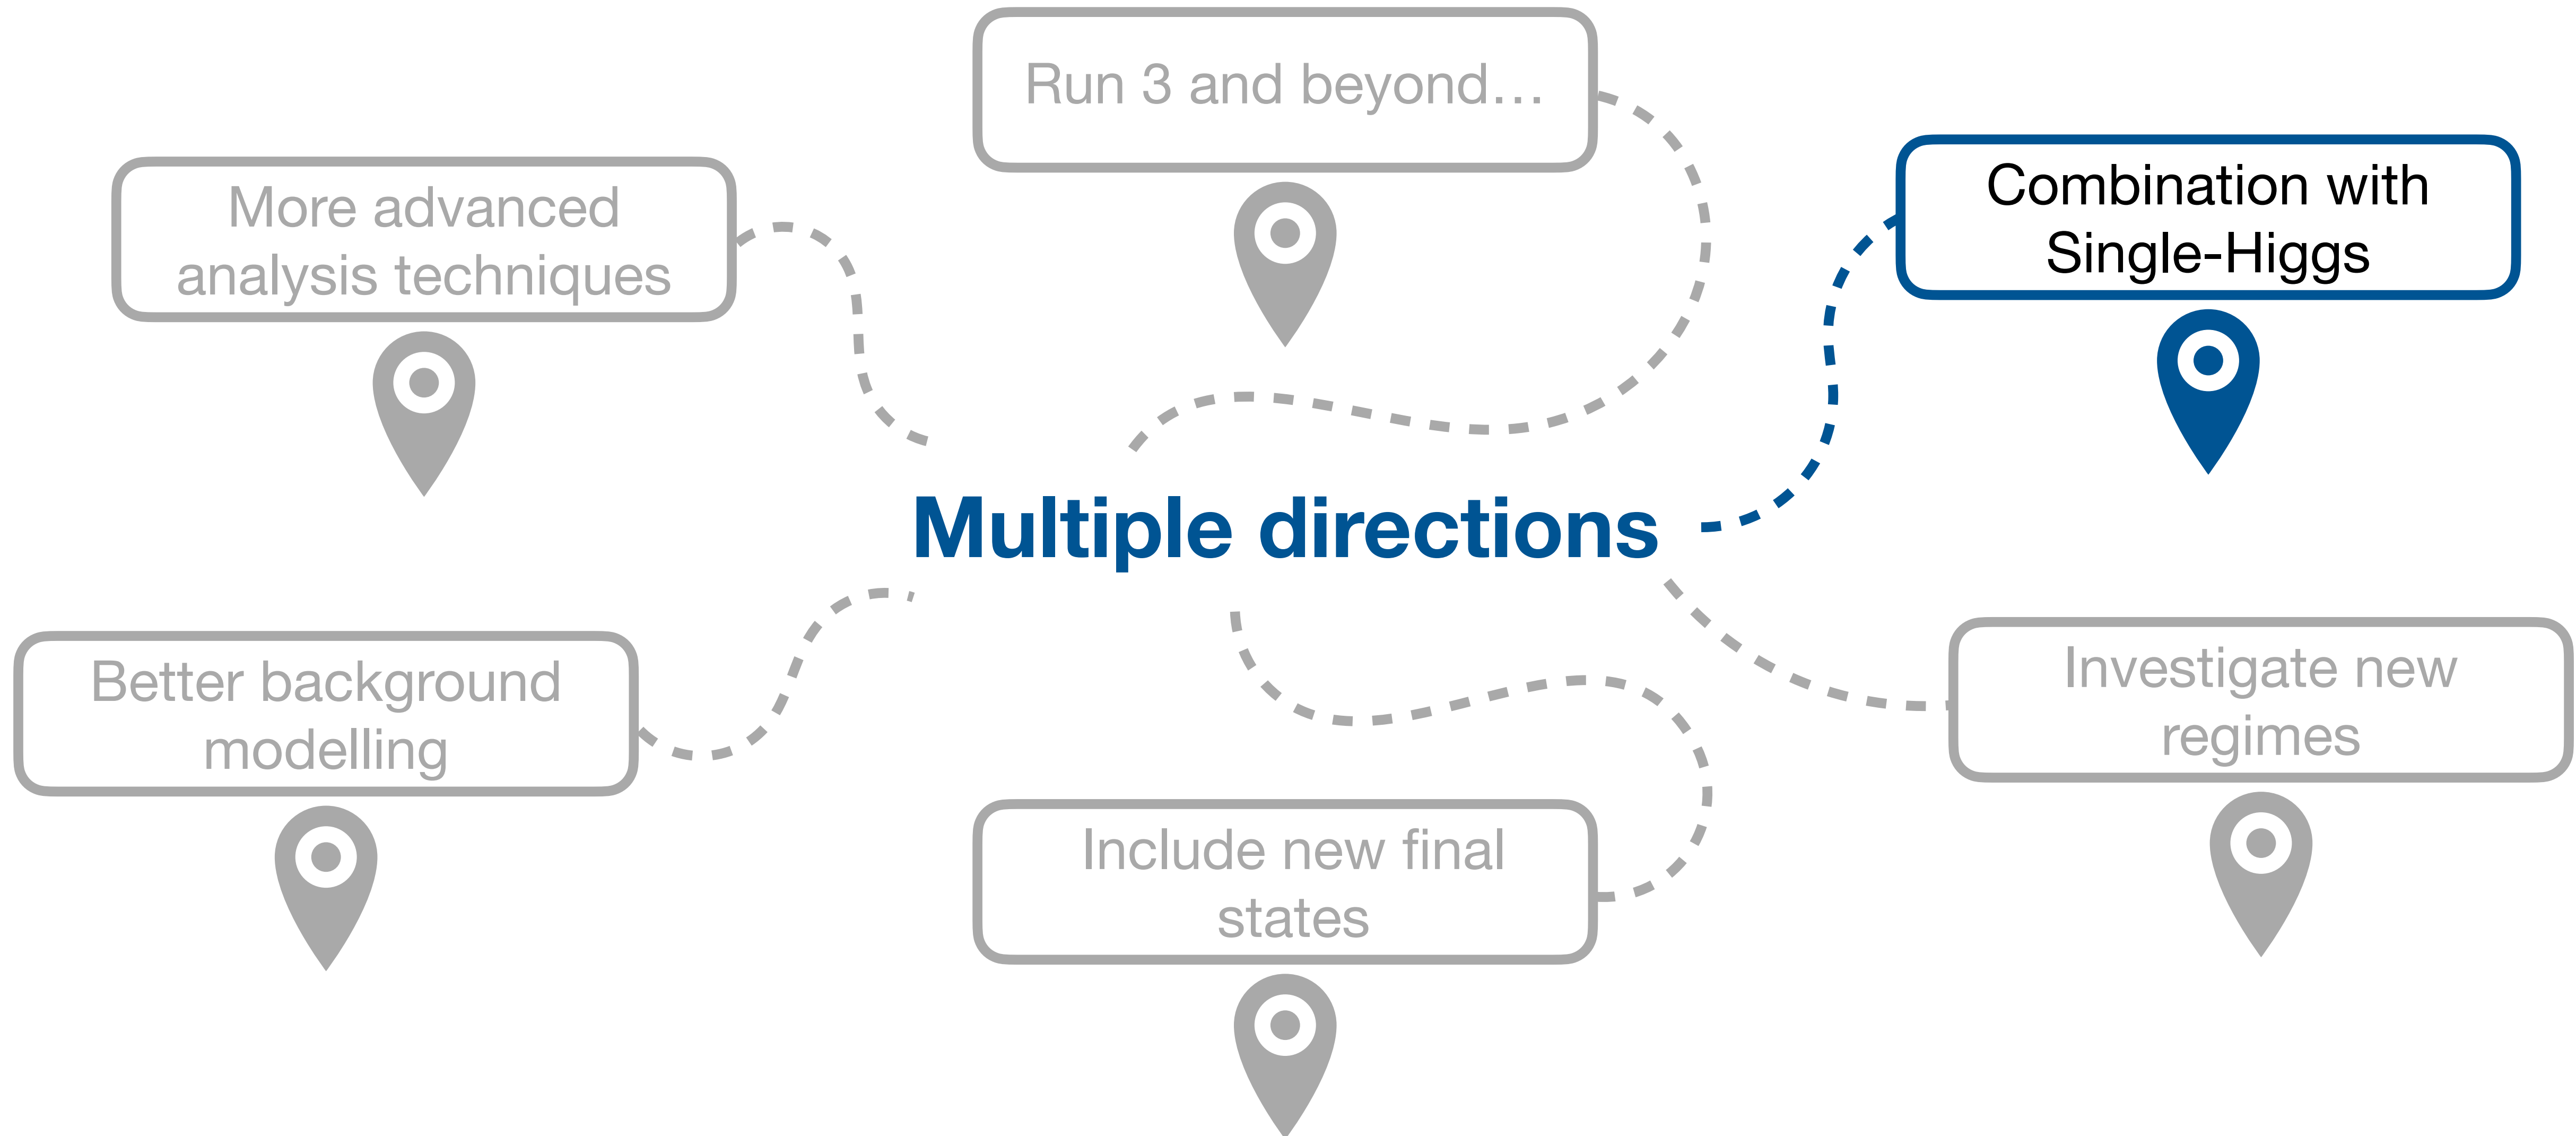 Run 3 and beyond…
More advanced
analysis techniques
Combination with
Single-Higgs
Multiple directions
Better background
modelling
Investigate new
regimes
Include new final
states